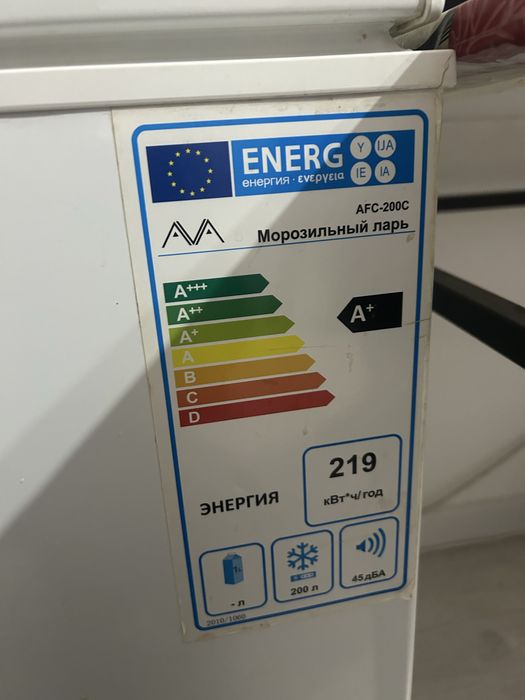 ENERG Y IJA
енергия · ενεργεια IE IA
AFC-200C
AVA Морозильный ларь
A+++
A++
A+
A
B
C
D
A+
ЭНЕРГИЯ
219
кВт*ч/год
- л
200 л
45дБА
2010/1060